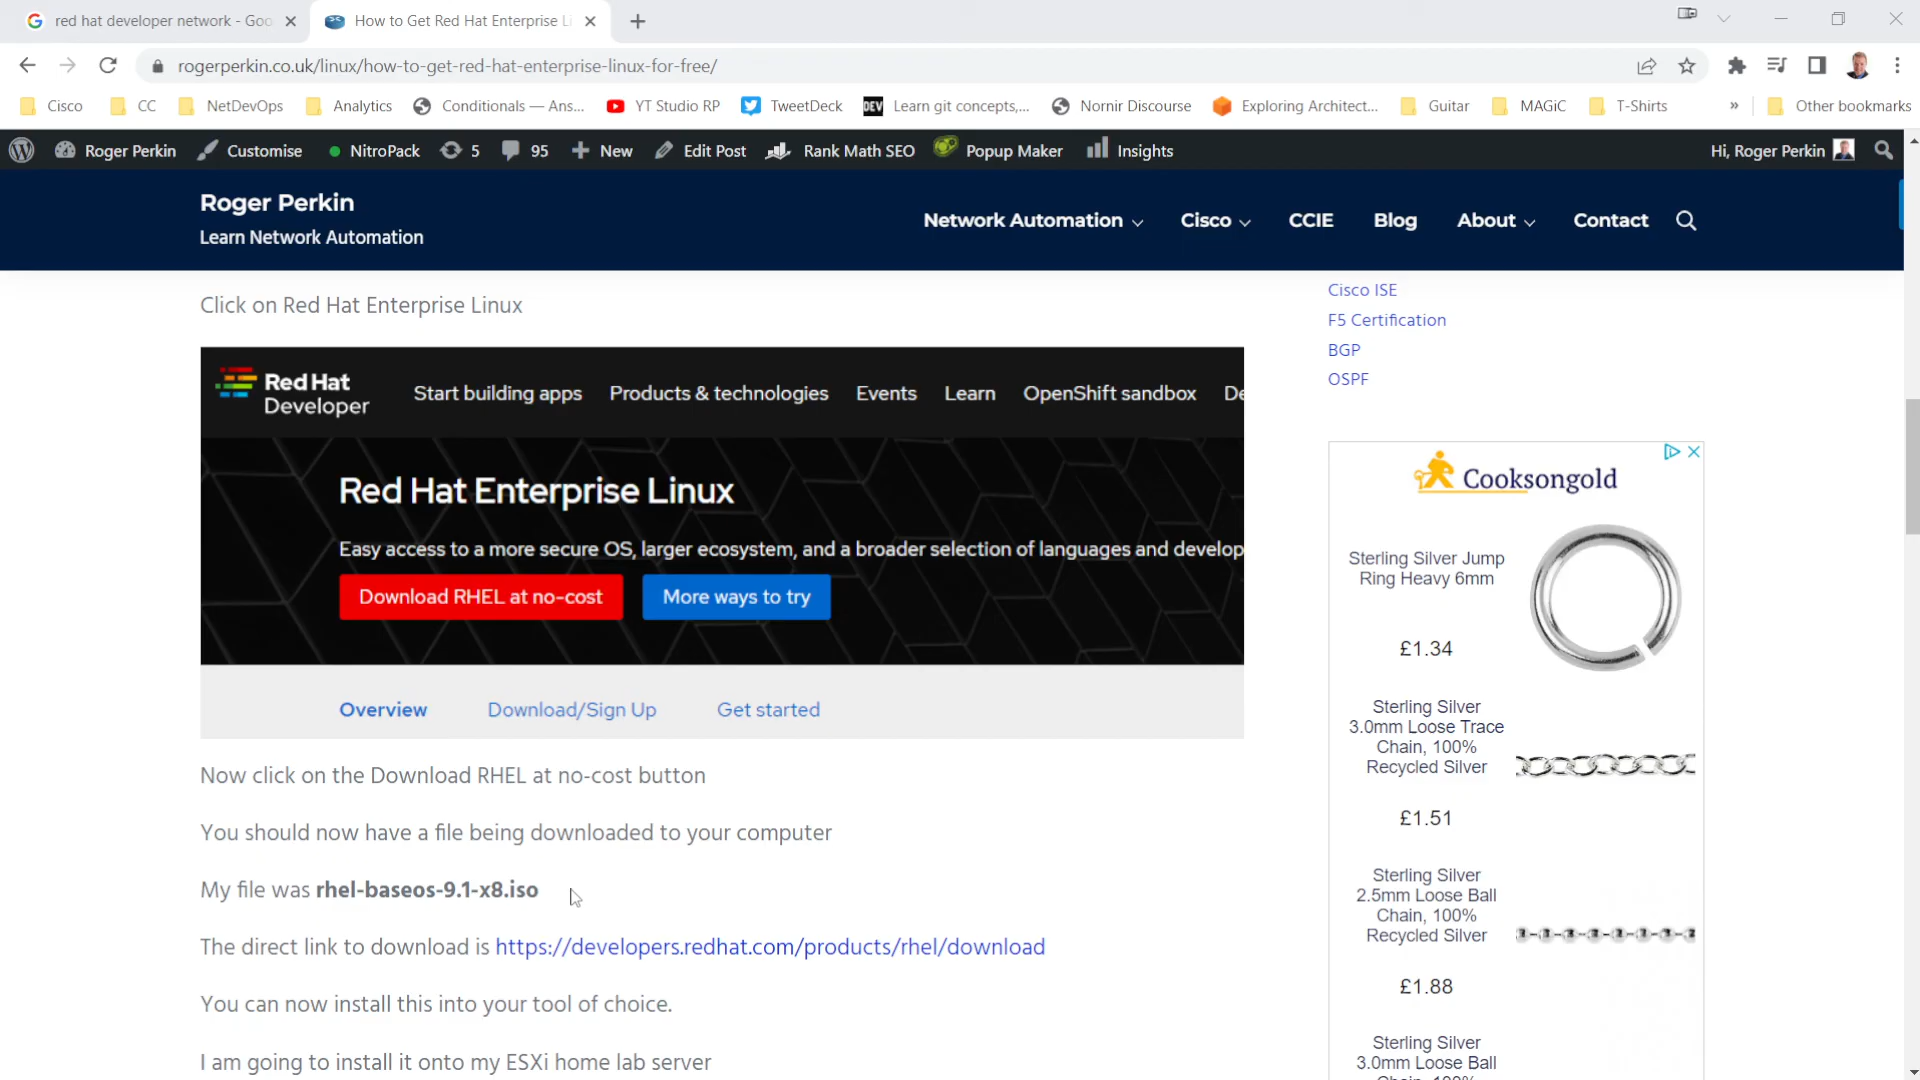 red hat developer network - Goo
How to Get Red Hat Enterprise Li
rogerperkin.co.uk/linux/how-to-get-red-hat-enterprise-linux-for-free/
Cisco
CC
NetDevOps
Analytics
Conditionals — Ans...
YT Studio RP
TweetDeck
DEV
Learn git concepts,...
Nornir Discourse
Exploring Architect...
Guitar
MAGiC
T-Shirts
»
Other bookmarks
Roger Perkin
Customise
NitroPack
5
95
New
Edit Post
Rank Math SEO
Popup Maker
Insights
Hi, Roger Perkin
Roger Perkin
Learn Network Automation
Network Automation
Cisco
CCIE
Blog
About
Contact
Click on Red Hat Enterprise Linux
Red Hat
Developer
Start building apps
Products & technologies
Events
Learn
OpenShift sandbox
De
Red Hat Enterprise Linux
Easy access to a more secure OS, larger ecosystem, and a broader selection of languages and develop
Download RHEL at no-cost
More ways to try
Overview
Download/Sign Up
Get started
Now click on the Download RHEL at no-cost button
You should now have a file being downloaded to your computer
My file was rhel-baseos-9.1-x8.iso
The direct link to download is https://developers.redhat.com/products/rhel/download
You can now install this into your tool of choice.
I am going to install it onto my ESXi home lab server
Cisco ISE
F5 Certification
BGP
OSPF
Cooksongold
Sterling Silver Jump
Ring Heavy 6mm
£1.34
Sterling Silver
3.0mm Loose Trace
Chain, 100%
Recycled Silver
£1.51
Sterling Silver
2.5mm Loose Ball
Chain, 100%
Recycled Silver
£1.88
Sterling Silver
3.0mm Loose Ball
Chain, 100%